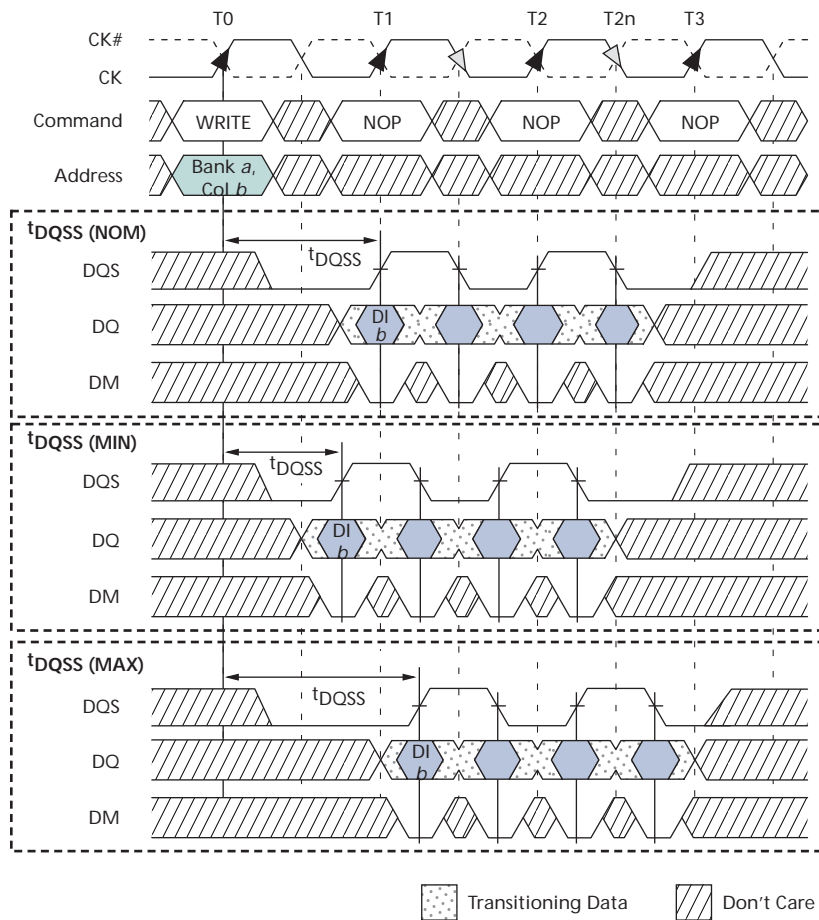 T0 T1 T2 T2n T3
CK#
CK
Command WRITE NOP NOP NOP
Address Bank a,
Col b
tDQSS (NOM)
tDQSS
DQS
DQ DI
b
DM
tDQSS (MIN)
tDQSS
DQS
DQ DI
b
DM
tDQSS (MAX)
tDQSS
DQS
DQ DI
b
DM
Transitioning Data Don't Care